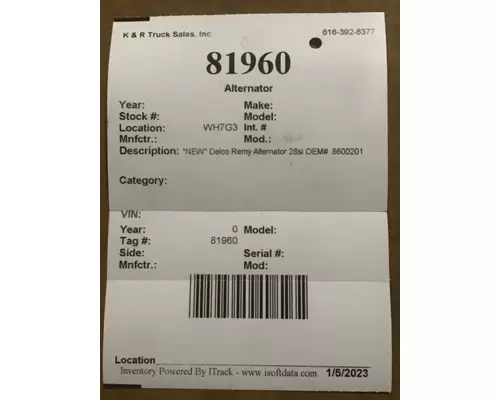 K & R Truck Sales, Inc 616-392-6377
81960
Alternator
Year: Make:
Stock #: Model:
Location: WH7G3 Int. #
Mnfctr.: Mod.:
Description: *NEW* Delco Remy Alternator 28si OEM# 8600201
Category:
VIN:
Year: 0 Model:
Tag #: 81960
Side: Serial #:
Mnfctr.: Mod:
Location
Inventory Powered By ITrack - www.isoftdata.com 1/5/2023